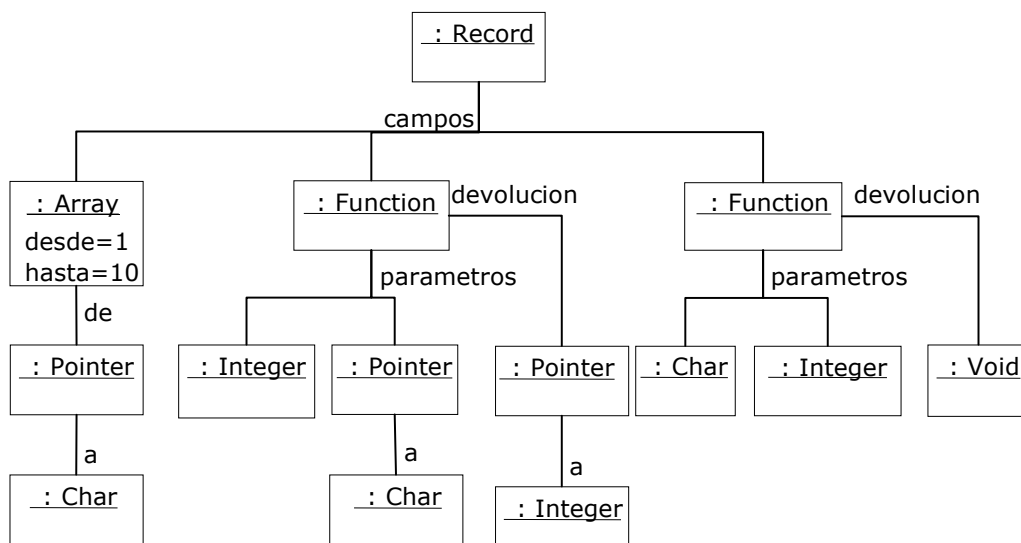 : Record
campos
: Array
desde=1
hasta=10
: Function
devolucion
: Function
devolucion
de
parametros
parametros
: Pointer
: Integer
: Pointer
: Pointer
: Char
: Integer
: Void
a
a
a
: Char
: Char
: Integer